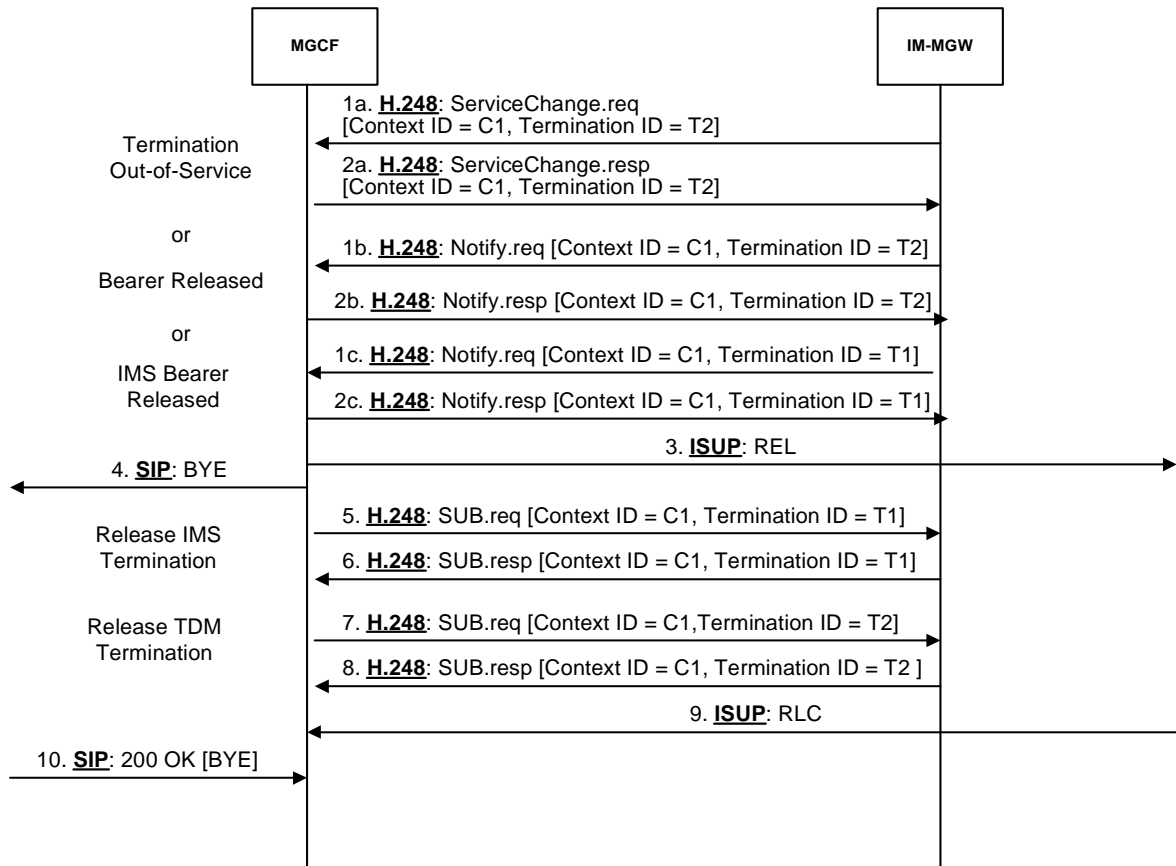 MGCF
IM-MGW
1a. H.248: ServiceChange.req
[Context ID = C1, Termination ID = T2]
Termination
Out-of-Service
2a. H.248: ServiceChange.resp
[Context ID = C1, Termination ID = T2]
or
1b. H.248: Notify.req [Context ID = C1, Termination ID = T2]
Bearer Released
2b. H.248: Notify.resp [Context ID = C1, Termination ID = T2]
or
1c. H.248: Notify.req [Context ID = C1, Termination ID = T1]
IMS Bearer
Released
2c. H.248: Notify.resp [Context ID = C1, Termination ID = T1]
3. ISUP: REL
4. SIP: BYE
5. H.248: SUB.req [Context ID = C1, Termination ID = T1]
Release IMS
Termination
6. H.248: SUB.resp [Context ID = C1, Termination ID = T1]
7. H.248: SUB.req [Context ID = C1,Termination ID = T2]
Release TDM
Termination
8. H.248: SUB.resp [Context ID = C1, Termination ID = T2 ]
9. ISUP: RLC
10. SIP: 200 OK [BYE]